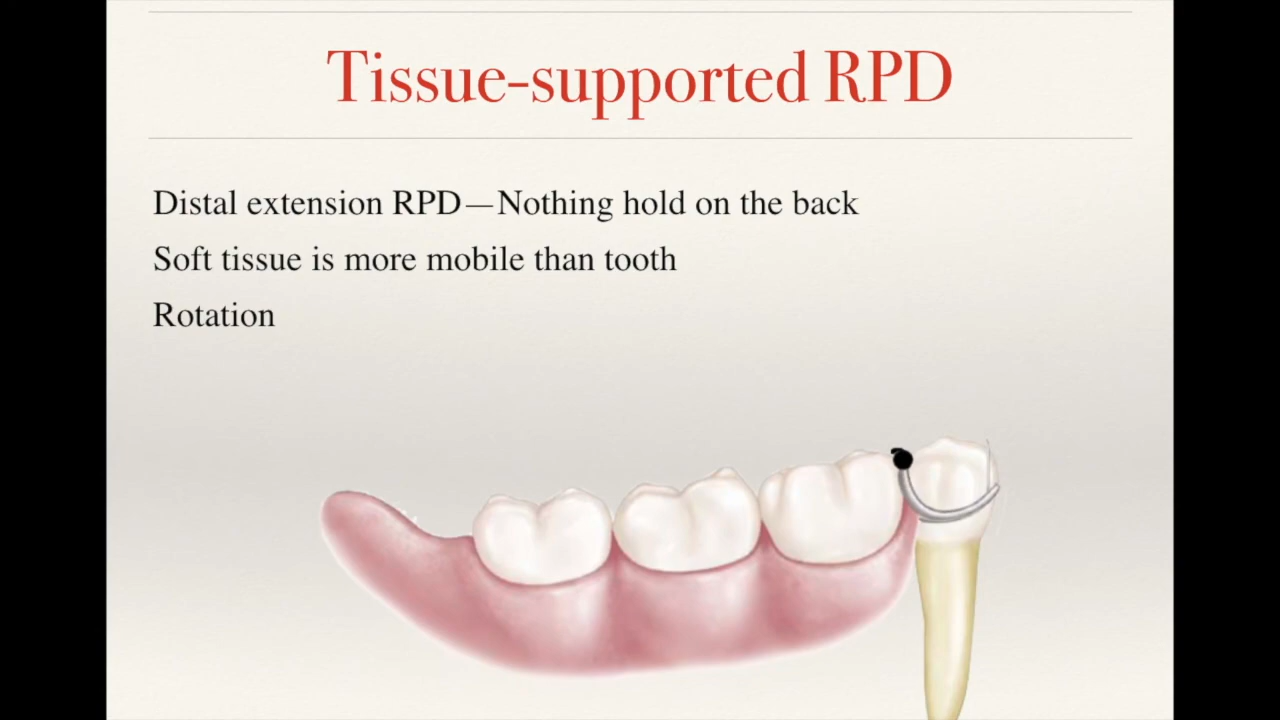 Tissue-supported RPD
Distal extension RPD—Nothing hold on the back
Soft tissue is more mobile than tooth
Rotation